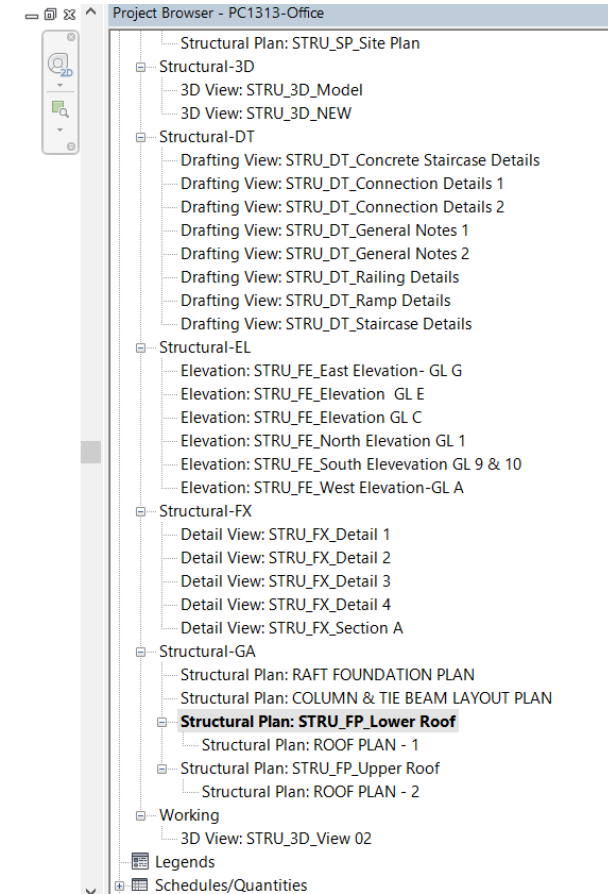 Project Browser - PC1313-Office
Structural Plan: STRU_SP_Site Plan
2D
Structural-3D
3D View: STRU_3D_Model
3D View: STRU_3D_NEW
Structural-DT
Drafting View: STRU_DT_Concrete Staircase Details
Drafting View: STRU_DT_Connection Details 1
Drafting View: STRU_DT_Connection Details 2
Drafting View: STRU_DT_General Notes 1
Drafting View: STRU_DT_General Notes 2
Drafting View: STRU_DT_Railing Details
Drafting View: STRU_DT_Ramp Details
Drafting View: STRU_DT_Staircase Details
Structural-EL
Elevation: STRU_FE_East Elevation- GL G
Elevation: STRU_FE_Elevation  GL E
Elevation: STRU_FE_Elevation GL C
Elevation: STRU_FE_North Elevation GL 1
Elevation: STRU_FE_South Elevevation GL 9 & 10
Elevation: STRU_FE_West Elevation-GL A
Structural-FX
Detail View: STRU_FX_Detail 1
Detail View: STRU_FX_Detail 2
Detail View: STRU_FX_Detail 3
Detail View: STRU_FX_Detail 4
Detail View: STRU_FX_Section A
Structural-GA
Structural Plan: RAFT FOUNDATION PLAN
Structural Plan: COLUMN & TIE BEAM LAYOUT PLAN
Structural Plan: STRU_FP_Lower Roof
Structural Plan: ROOF PLAN - 1
Structural Plan: STRU_FP_Upper Roof
Structural Plan: ROOF PLAN - 2
Working
3D View: STRU_3D_View 02
Legends
Schedules/Quantities